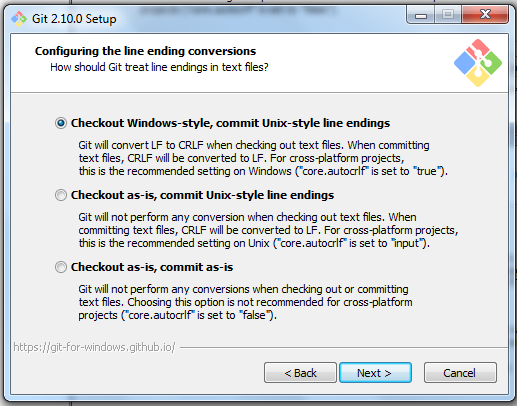 Git 2.10.0 Setup
Configuring the line ending conversions
How should Git treat line endings in text files?
Checkout Windows-style, commit Unix-style line endings
Git will convert LF to CRLF when checking out text files. When committing
text files, CRLF will be converted to LF. For cross-platform projects,
this is the recommended setting on Windows ("core.autocrlf" is set to "true").
Checkout as-is, commit Unix-style line endings
Git will not perform any conversion when checking out text files. When
committing text files, CRLF will be converted to LF. For cross-platform projects,
this is the recommended setting on Unix ("core.autocrlf" is set to "input").
Checkout as-is, commit as-is
Git will not perform any conversions when checking out or committing
text files. Choosing this option is not recommended for cross-platform
projects ("core.autocrlf" is set to "false").
https://git-for-windows.github.io/
< Back
Next >
Cancel